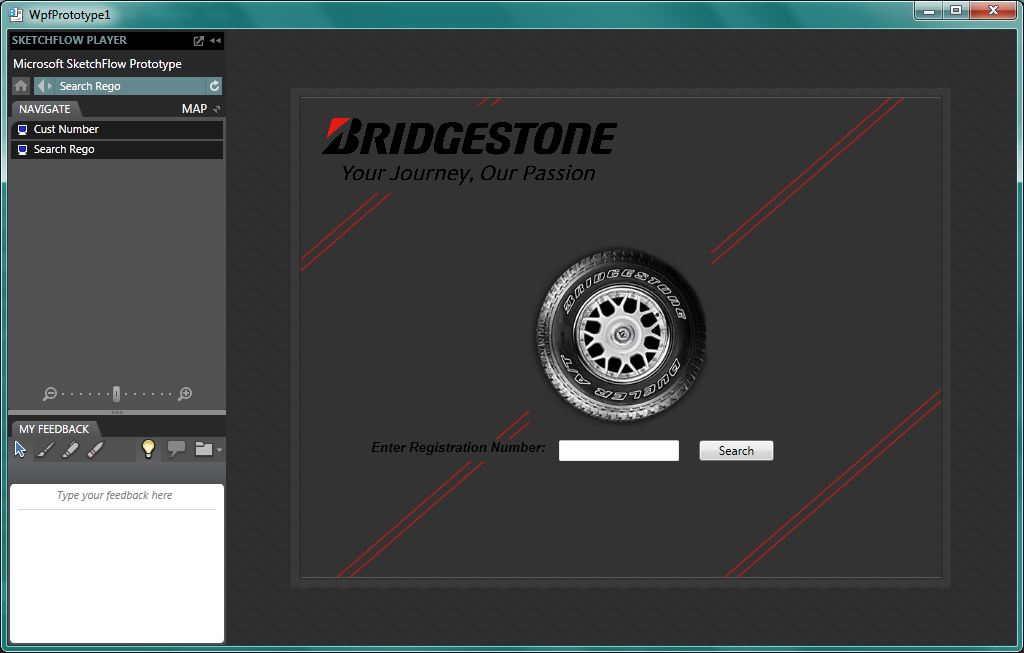 WpfPrototype1
SKETCHFLOW PLAYER
Microsoft SketchFlow Prototype
Search Rego
NAVIGATE
MAP
Cust Number
Search Rego
MY FEEDBACK
Type your feedback here
BRIDGESTONE
Your Journey, Our Passion
BRIDGESTONE
DUELER A/T
Enter Registration Number:
Search